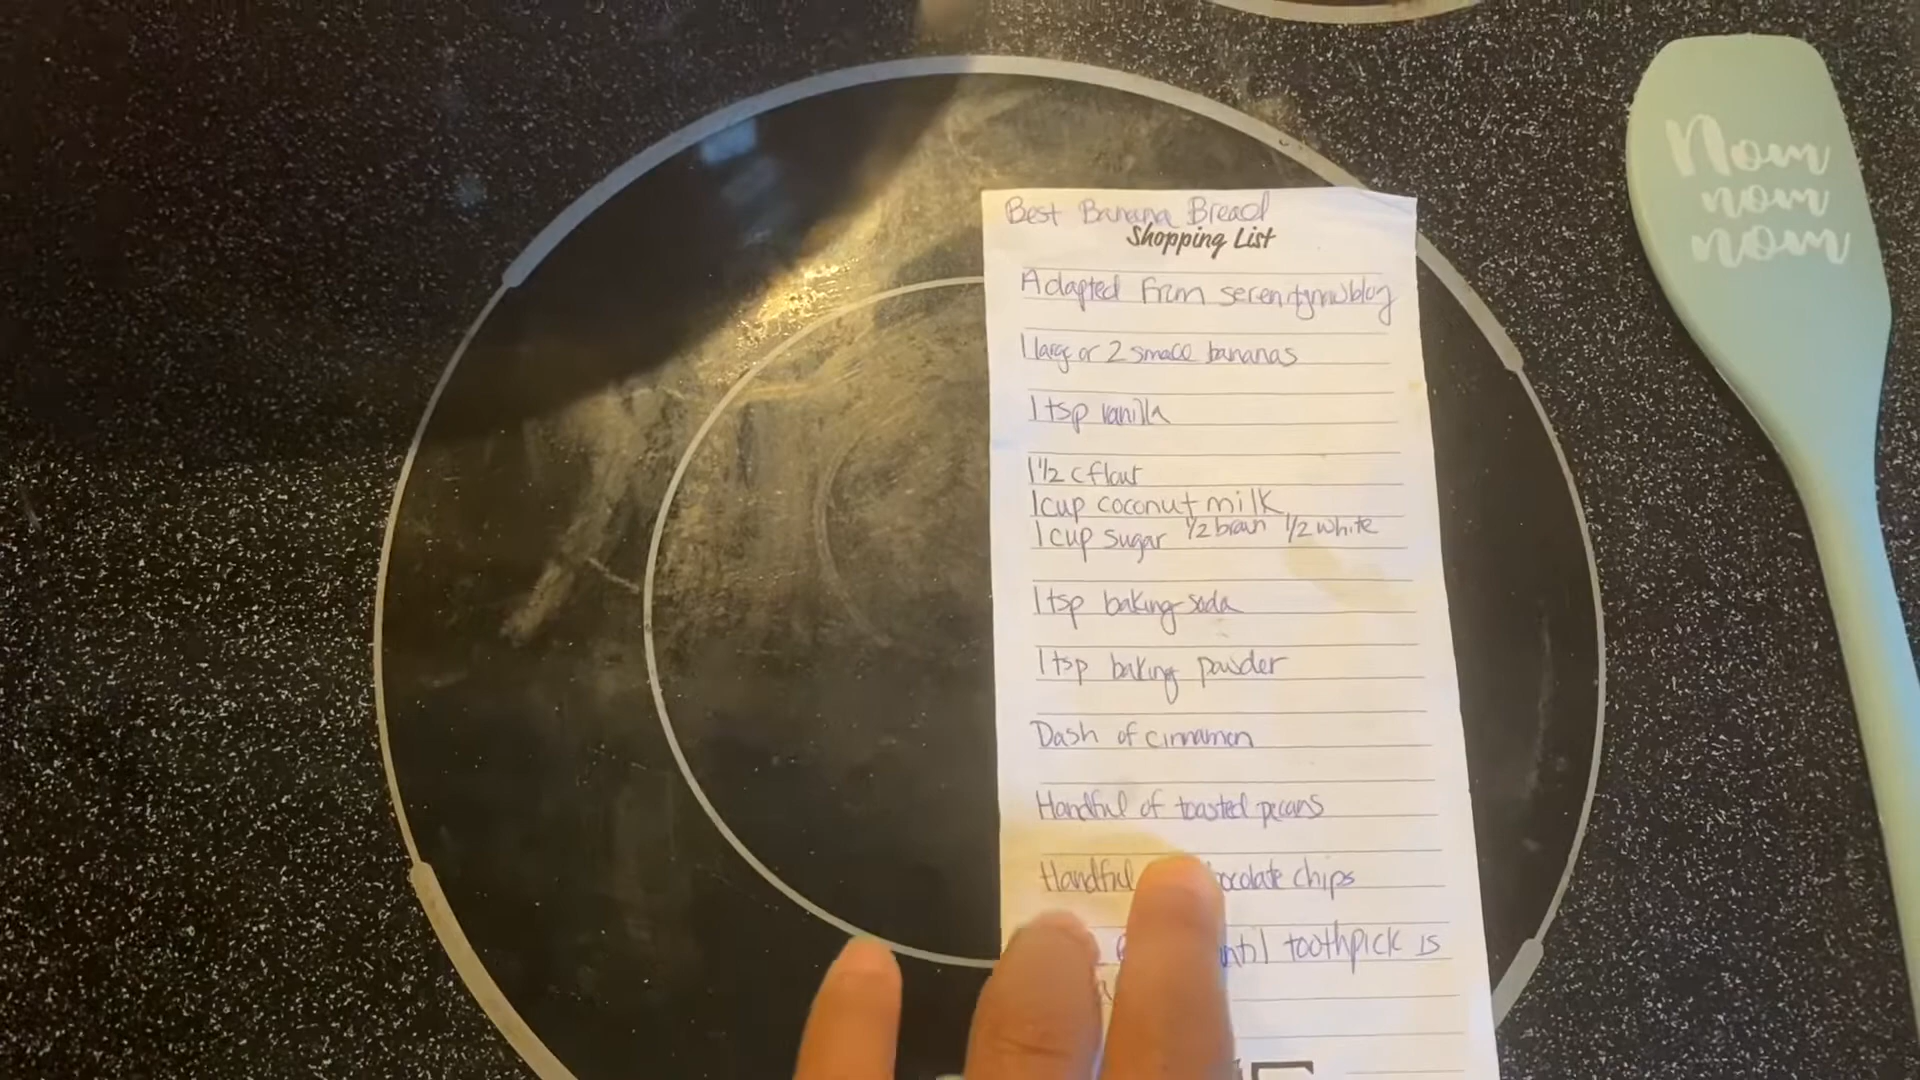 Best Banana Bread
Shopping List
Adapted from serenitynowblog
1 large or 2 small bananas
1 tsp vanilla
1 1/2 c flour
1 cup coconut milk
1 cup sugar 1/2 brown 1/2 white
1 tsp baking soda
1 tsp baking powder
Dash of cinnamon
Handful of toasted pecans
Handful chips
until toothpick is
Nom
nom
nom